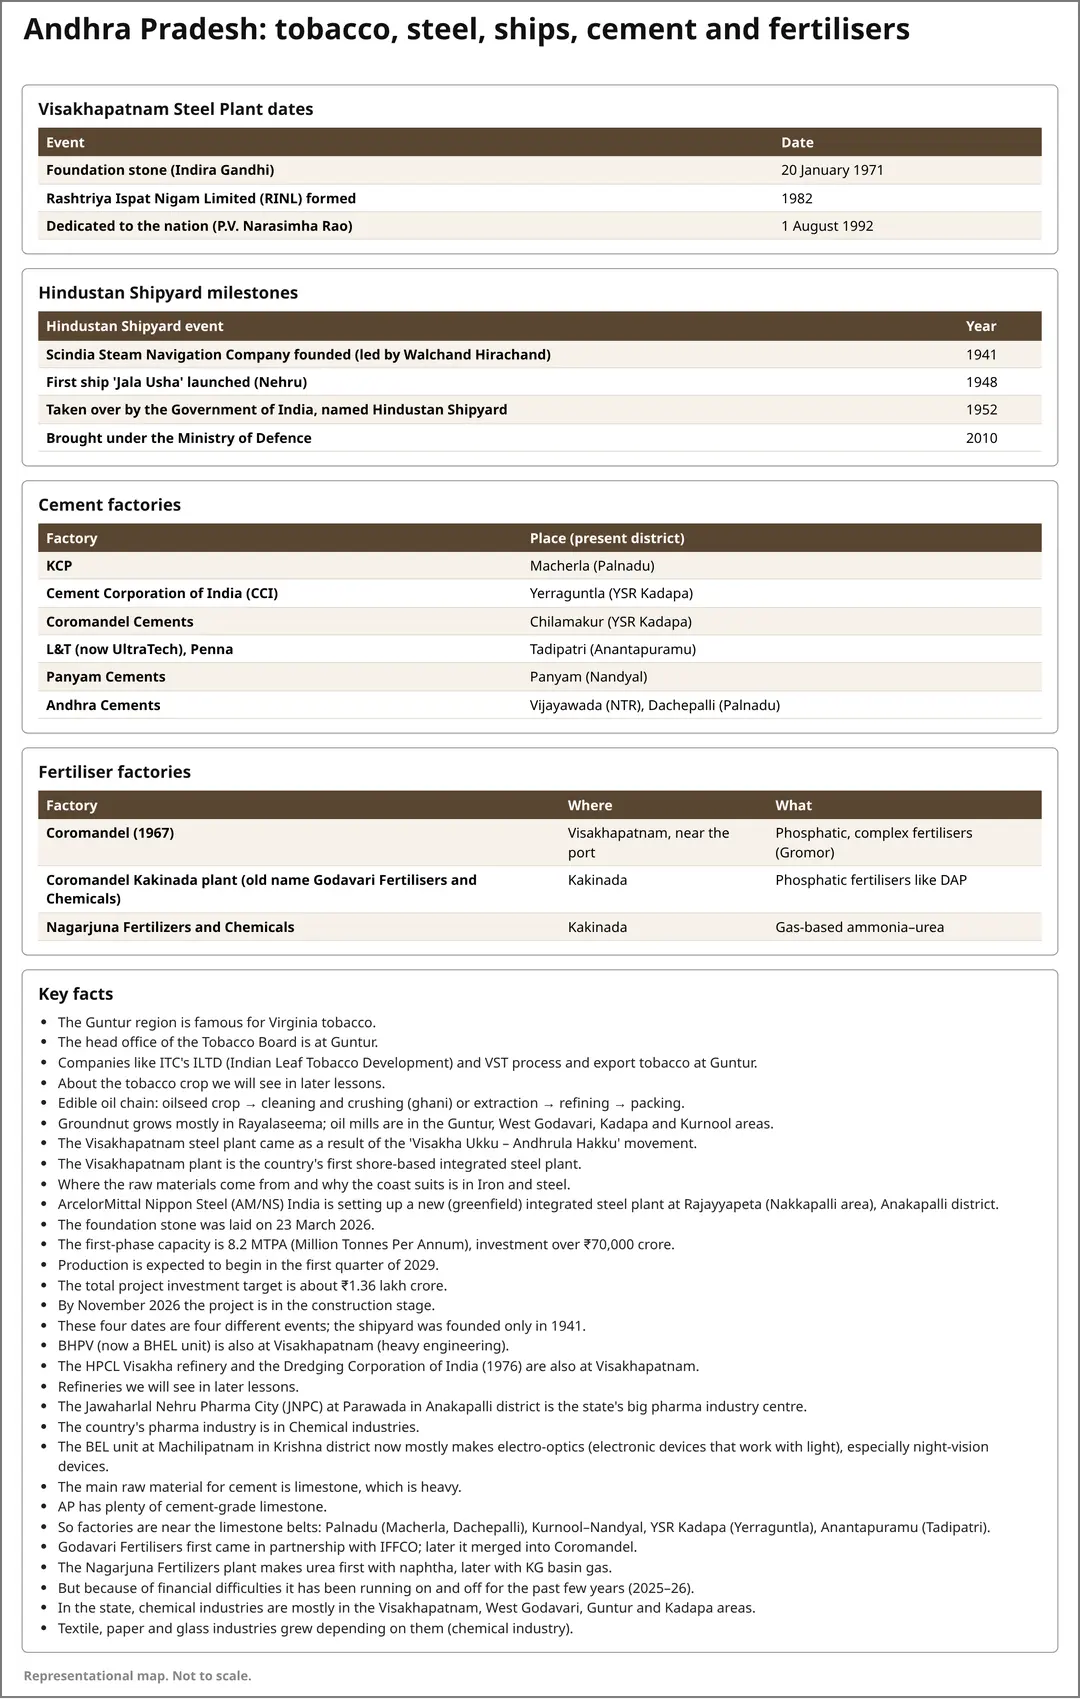 Andhra Pradesh: tobacco, steel, ships, cement and fertilisers
Visakhapatnam Steel Plant dates
Event Date
Foundation stone (Indira Gandhi) 20 January 1971
Rashtriya Ispat Nigam Limited (RINL) formed 1982
Dedicated to the nation (P.V. Narasimha Rao) 1 August 1992
Hindustan Shipyard milestones
Hindustan Shipyard event Year
Scindia Steam Navigation Company founded (led by Walchand Hirachand) 1941
First ship 'Jala Usha' launched (Nehru) 1948
Taken over by the Government of India, named Hindustan Shipyard 1952
Brought under the Ministry of Defence 2010
Cement factories
Factory Place (present district)
KCP Macherla (Palnadu)
Cement Corporation of India (CCI) Yerraguntla (YSR Kadapa)
Coromandel Cements Chilamakur (YSR Kadapa)
L&T (now UltraTech), Penna Tadipatri (Anantapuramu)
Panyam Cements Panyam (Nandyal)
Andhra Cements Vijayawada (NTR), Dachepalli (Palnadu)
Fertiliser factories
Factory Where What
Coromandel (1967) Visakhapatnam, near the Phosphatic, complex fertilisers
port (Gromor)
Coromandel Kakinada plant (old name Godavari Fertilisers and Kakinada Phosphatic fertilisers like DAP
Chemicals)
Nagarjuna Fertilizers and Chemicals Kakinada Gas-based ammonia–urea
Key facts
• The Guntur region is famous for Virginia tobacco.
• The head office of the Tobacco Board is at Guntur.
• Companies like ITC's ILTD (Indian Leaf Tobacco Development) and VST process and export tobacco at Guntur.
• About the tobacco crop we will see in later lessons.
• Edible oil chain: oilseed crop → cleaning and crushing (ghani) or extraction → refining → packing.
• Groundnut grows mostly in Rayalaseema; oil mills are in the Guntur, West Godavari, Kadapa and Kurnool areas.
• The Visakhapatnam steel plant came as a result of the 'Visakha Ukku – Andhrula Hakku' movement.
• The Visakhapatnam plant is the country's first shore-based integrated steel plant.
• Where the raw materials come from and why the coast suits is in Iron and steel.
• ArcelorMittal Nippon Steel (AM/NS) India is setting up a new (greenfield) integrated steel plant at Rajayyapeta (Nakkapalli area), Anakapalli district.
• The foundation stone was laid on 23 March 2026.
• The first-phase capacity is 8.2 MTPA (Million Tonnes Per Annum), investment over ₹70,000 crore.
• Production is expected to begin in the first quarter of 2029.
• The total project investment target is about ₹1.36 lakh crore.
• By November 2026 the project is in the construction stage.
• These four dates are four different events; the shipyard was founded only in 1941.
• BHPV (now a BHEL unit) is also at Visakhapatnam (heavy engineering).
• The HPCL Visakha refinery and the Dredging Corporation of India (1976) are also at Visakhapatnam.
• Refineries we will see in later lessons.
• The Jawaharlal Nehru Pharma City (JNPC) at Parawada in Anakapalli district is the state's big pharma industry centre.
• The country's pharma industry is in Chemical industries.
• The BEL unit at Machilipatnam in Krishna district now mostly makes electro-optics (electronic devices that work with light), especially night-vision
devices.
• The main raw material for cement is limestone, which is heavy.
• AP has plenty of cement-grade limestone.
• So factories are near the limestone belts: Palnadu (Macherla, Dachepalli), Kurnool–Nandyal, YSR Kadapa (Yerraguntla), Anantapuramu (Tadipatri).
• Godavari Fertilisers first came in partnership with IFFCO; later it merged into Coromandel.
• The Nagarjuna Fertilizers plant makes urea first with naphtha, later with KG basin gas.
• But because of financial difficulties it has been running on and off for the past few years (2025–26).
• In the state, chemical industries are mostly in the Visakhapatnam, West Godavari, Guntur and Kadapa areas.
• Textile, paper and glass industries grew depending on them (chemical industry).
Representational map. Not to scale.